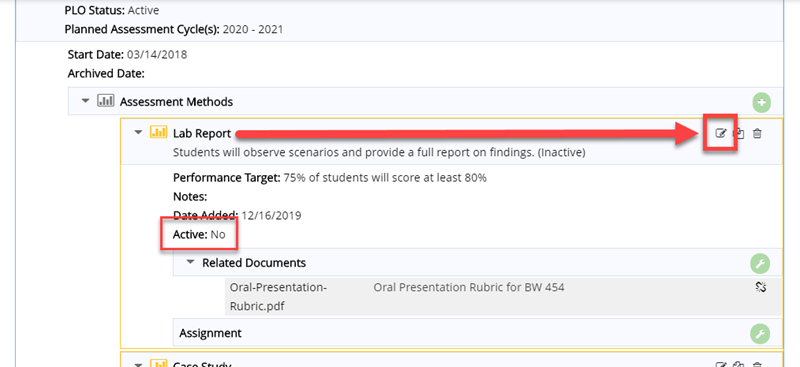 PLO Status: Active
Planned Assessment Cycle(s): 2020 - 2021
Start Date: 03/14/2018
Archived Date:
Assessment Methods
Lab Report
Students will observe scenarios and provide a full report on findings. (Inactive)
Performance Target: 75% of students will score at least 80%
Notes:
Date Added: 12/16/2019
Active: No
Related Documents
Oral-Presentation- Oral Presentation Rubric for BW 454
Rubric.pdf
Assignment
Case Study